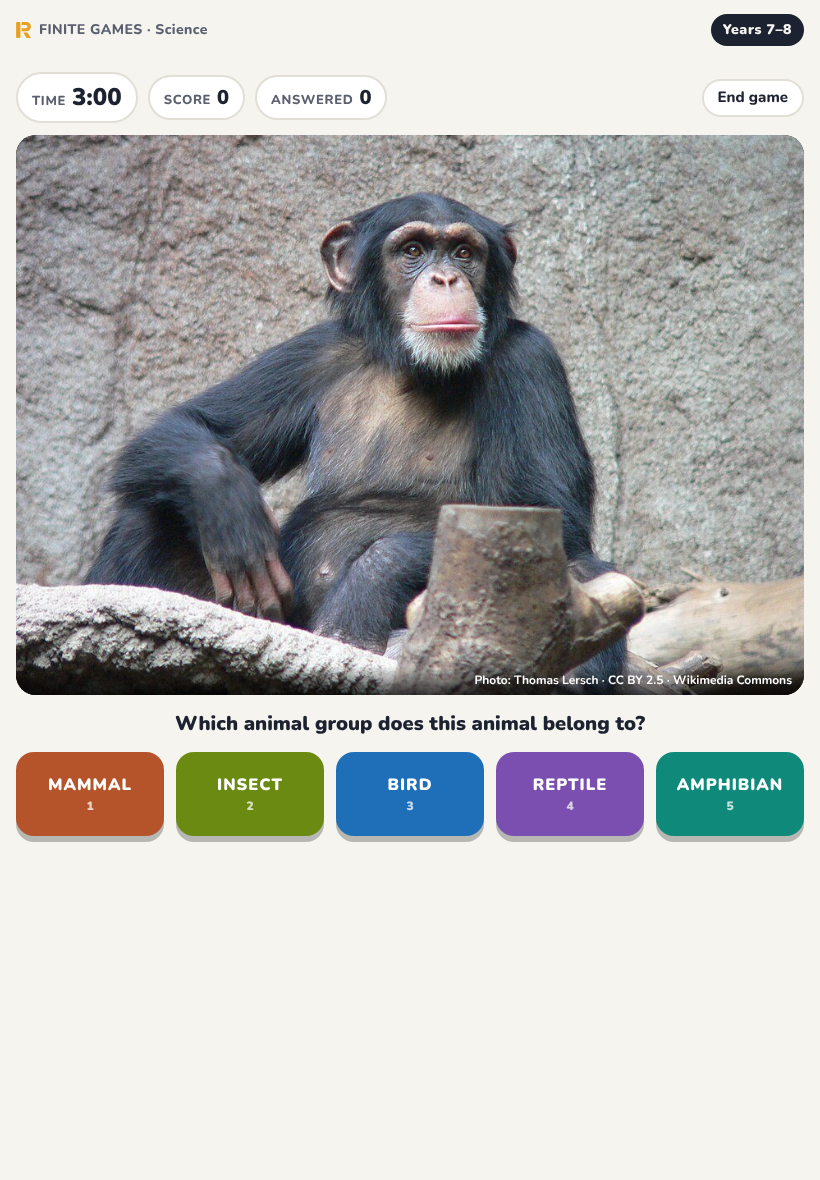 FINITE GAMES · Science
Years 7–8
TIME 3:00
SCORE 0
ANSWERED 0
End game
Photo: Thomas Lersch · CC BY 2.5 · Wikimedia Commons
Which animal group does this animal belong to?
MAMMAL
1
INSECT
2
BIRD
3
REPTILE
4
AMPHIBIAN
5